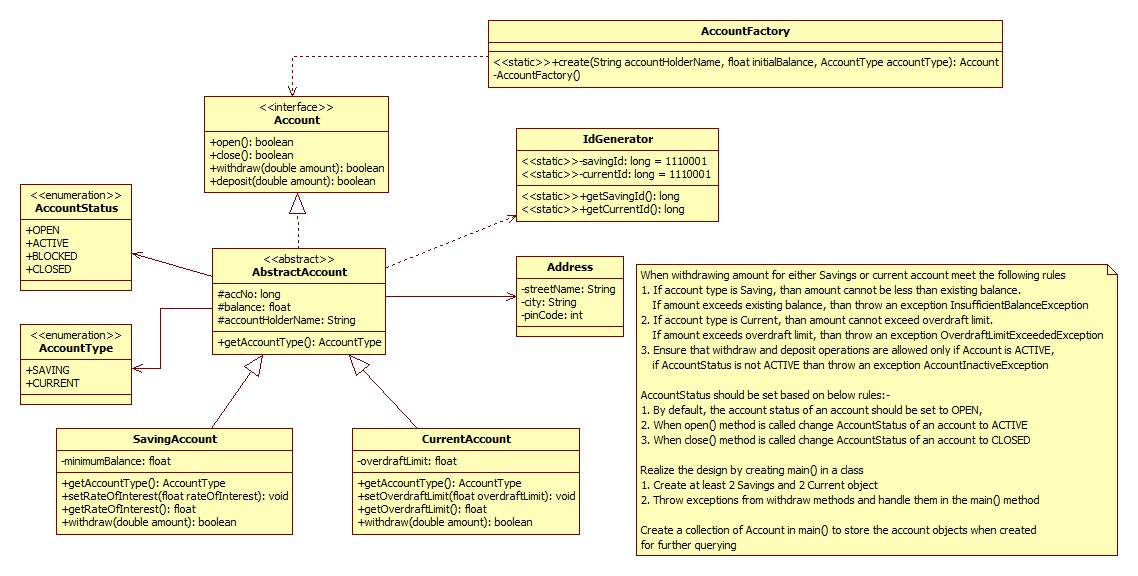 AccountFactory
<<static>>+create(String accountHolderName, float initialBalance, AccountType accountType): Account
-AccountFactory()
<<interface>>
Account
+open(): boolean
+close(): boolean
+withdraw(double amount): boolean
+deposit(double amount): boolean
IdGenerator
<<static>>-savingId: long = 1110001
<<static>>-currentId: long = 1110001
<<static>>+getSavingId(): long
<<static>>+getCurrentId(): long
<<enumeration>>
AccountStatus
+OPEN
+ACTIVE
+BLOCKED
+CLOSED
<<abstract>>
AbstractAccount
#accNo: long
#balance: float
#accountHolderName: String
+getAccountType(): AccountType
Address
-streetName: String
-city: String
-pinCode: int
<<enumeration>>
AccountType
+SAVING
+CURRENT
SavingAccount
-minimumBalance: float
+getAccountType(): AccountType
+setRateOfInterest(float rateOfInterest): void
+getRateOfInterest(): float
+withdraw(double amount): boolean
CurrentAccount
-overdraftLimit: float
+getAccountType(): AccountType
+setOverdraftLimit(float overdraftLimit): void
+getOverdraftLimit(): float
+withdraw(double amount): boolean
When withdrawing amount for either Savings or current account meet the following rules
1. If account type is Saving, than amount cannot be less than existing balance.
If amount exceeds existing balance, than throw an exception InsufficientBalanceException
2. If account type is Current, than amount cannot exceed overdraft limit.
If amount exceeds overdraft limit, than throw an exception OverdraftLimitExceededException
3. Ensure that withdraw and deposit operations are allowed only if Account is ACTIVE,
if AccountStatus is not ACTIVE than throw an exception AccountInactiveException
AccountStatus should be set based on below rules:-
1. By default, the account status of an account should be set to OPEN,
2. When open() method is called change AccountStatus of an account to ACTIVE
3. When close() method is called change AccountStatus of an account to CLOSED
Realize the design by creating main() in a class
1. Create at least 2 Savings and 2 Current object
2. Throw exceptions from withdraw methods and handle them in the main() method
Create a collection of Account in main() to store the account objects when created
for further querying